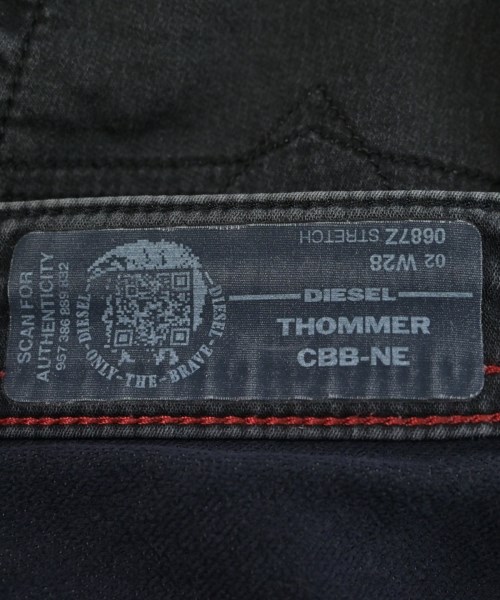 SCAN FOR
AUTHENTICITY
957 386 889 832
DIESEL
ONLY-THE-BRAVE
DIESEL
0687Z STRETCH
02 W28
DIESEL
THOMMER
CBB-NE